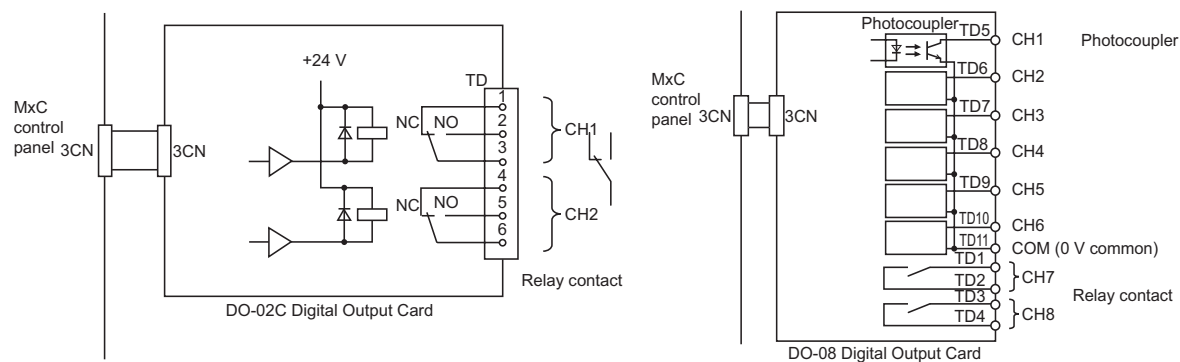 +24 V
MxC
control
panel
3CN
3CN
NC
NO
NC
NO
TD
1
2
3
4
5
6
CH1
CH2
Relay contact
DO-02C Digital Output Card
Photocoupler
MxC
control
panel
3CN
3CN
TD5
CH1
Photocoupler
TD6
CH2
TD7
CH3
TD8
CH4
TD9
CH5
TD10
CH6
TD11
COM (0 V common)
TD1
TD2
CH7
Relay contact
TD3
TD4
CH8
DO-08 Digital Output Card